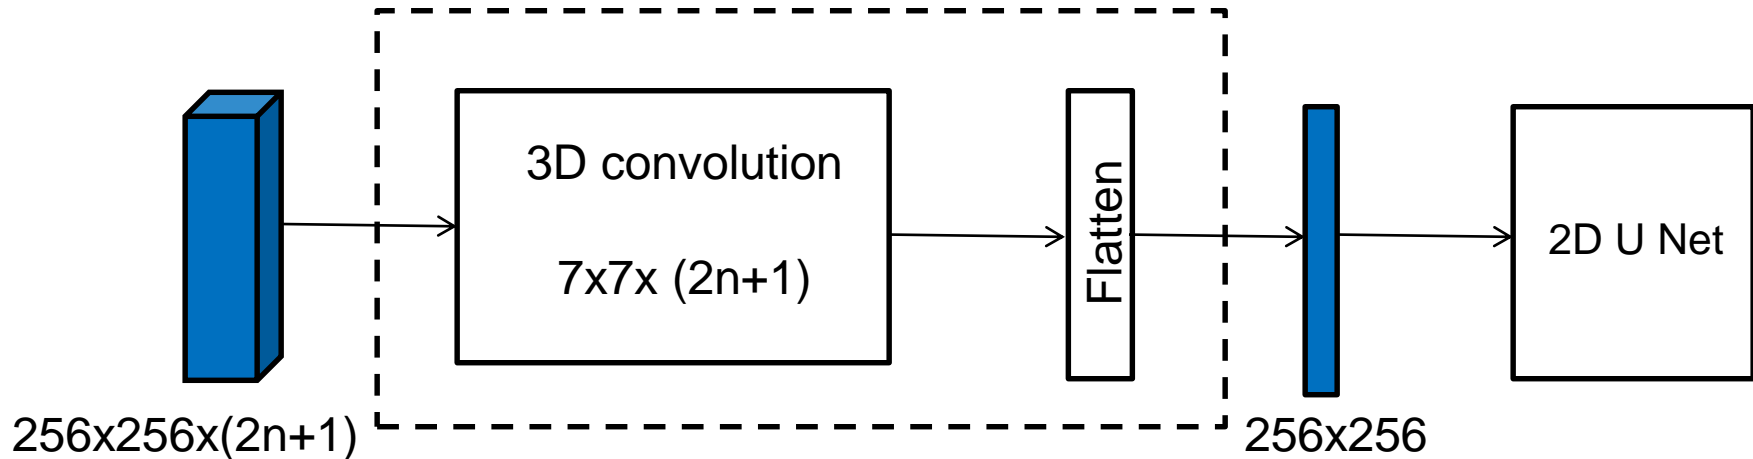 256x256x(2n+1)
3D convolution
7x7x (2n+1)
Flatten
256x256
2D U Net